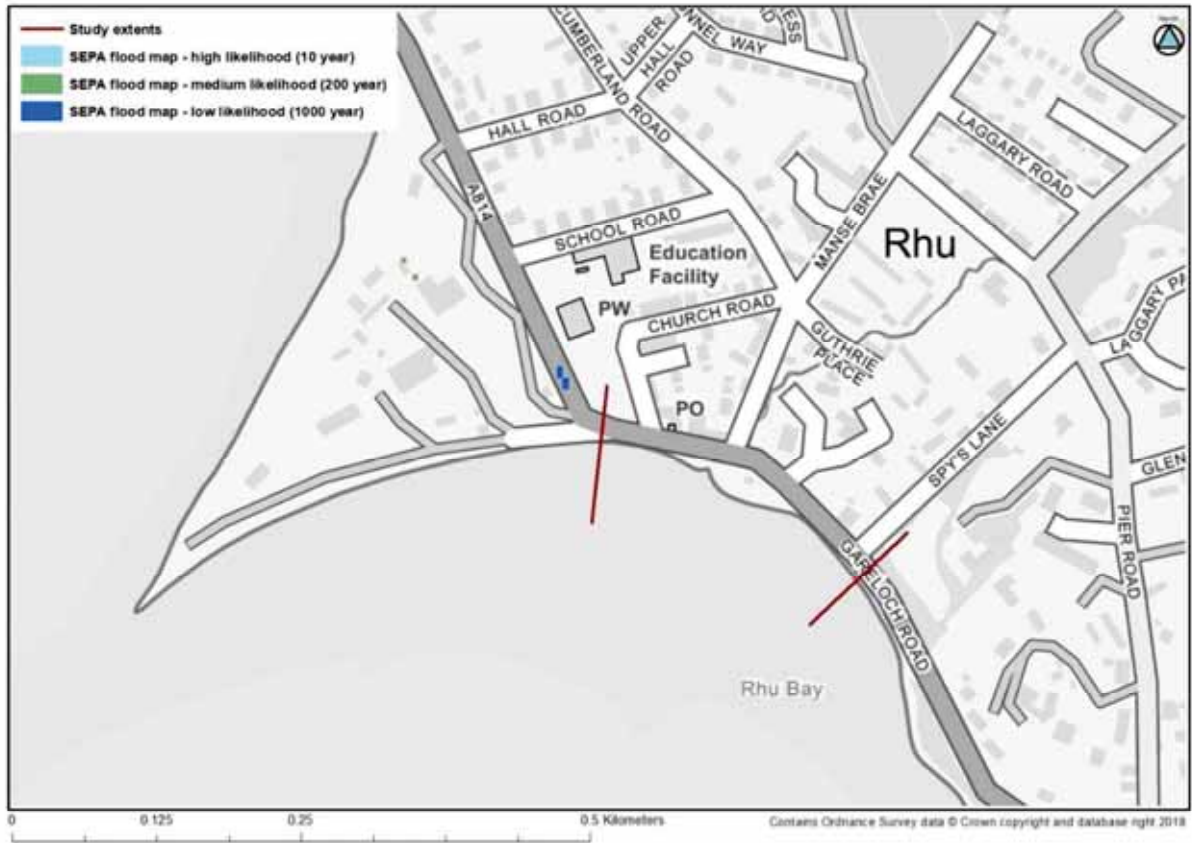 Study extents
SEPA flood map - high likelihood (10 year)
SEPA flood map - medium likelihood (200 year)
SEPA flood map - low likelihood (1000 year)
CUMBERLAND ROAD
UPPER
HALL
ROAD
HALL ROAD
A814
SCHOOL ROAD
Education
Facility
PW
CHURCH ROAD
MANSE BRAE
LAGGARY ROAD
Rhu
GUTHRIE
PLACE
PO
SPY'S LANE
PIER ROAD
GARELOCH ROAD
Rhu Bay
0
0.125
0.25
0.5 Kilometers
Contains Ordnance Survey data © Crown copyright and database right 2018